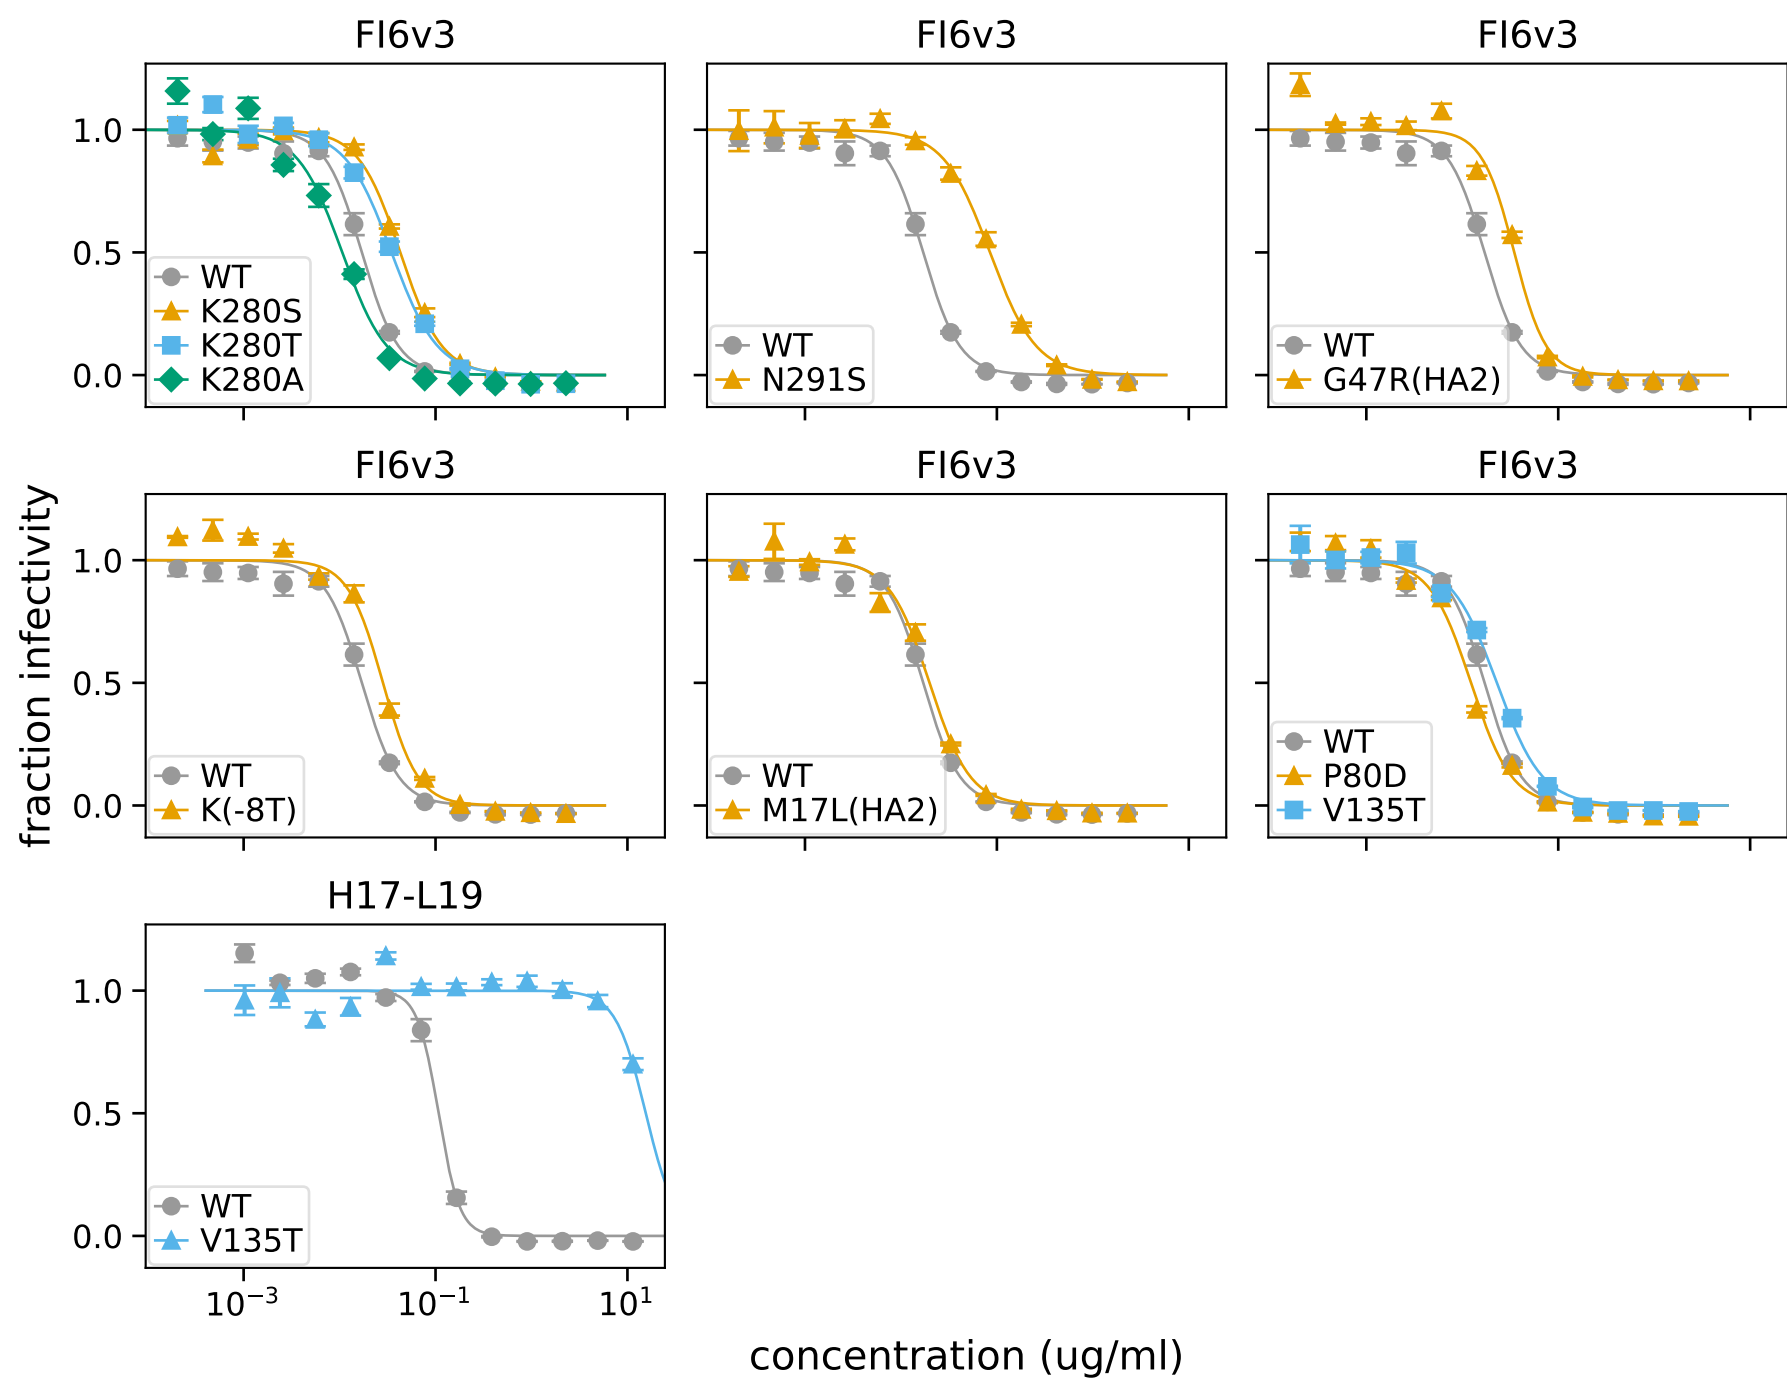 FI6v3
FI6v3
FI6v3
1.0
0.5
0.0
WT
K280S
K280T
K280A
WT
N291S
WT
G47R(HA2)
FI6v3
FI6v3
FI6v3
fraction infectivity
1.0
0.5
0.0
WT
K(-8T)
WT
M17L(HA2)
WT
P80D
V135T
H17-L19
1.0
0.5
0.0
WT
V135T
10⁻³ 10⁻¹ 10¹
concentration (ug/ml)